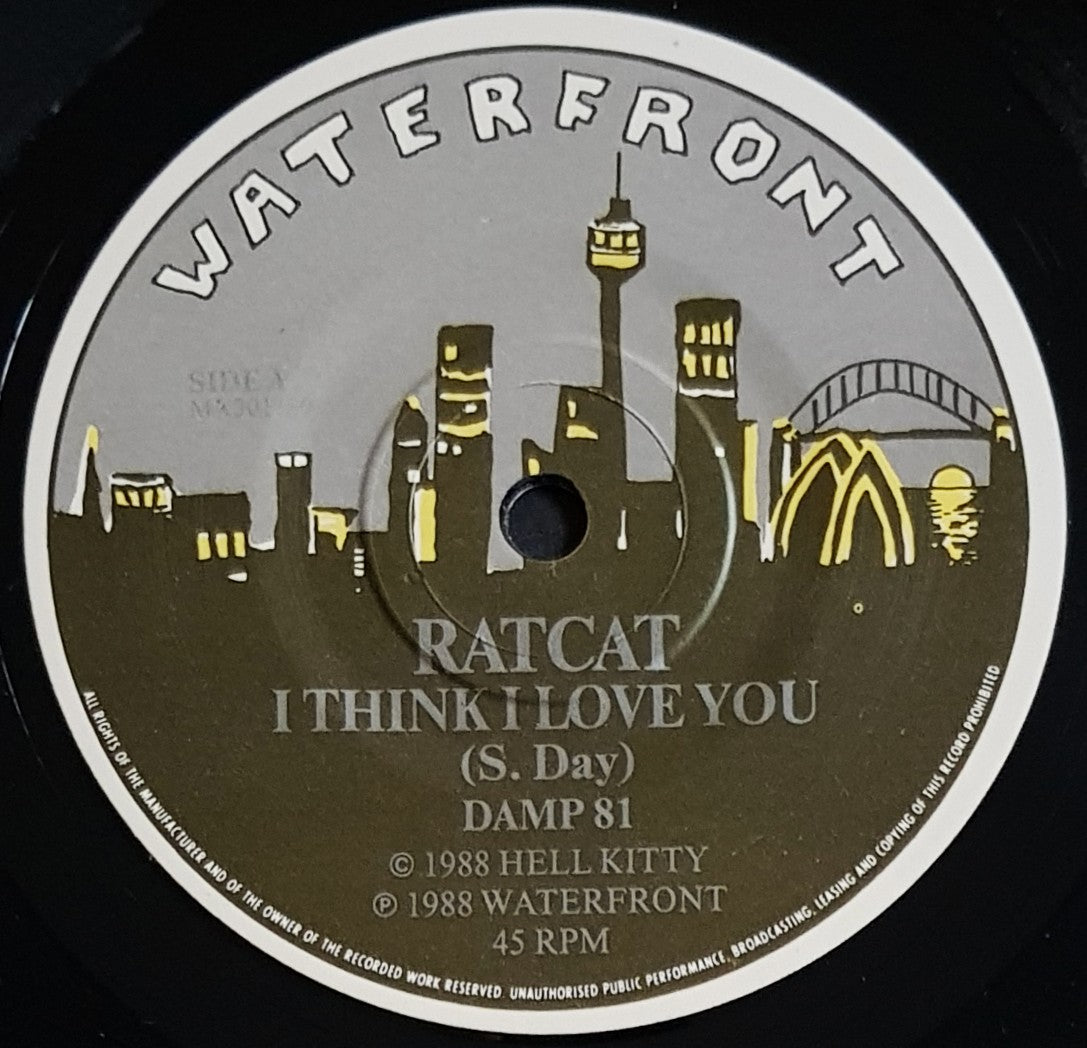 WATERFRONT
SIDE A
RATCAT
I THINK I LOVE YOU
(S. Day)
DAMP 81
© 1988 HELL KITTY
℗ 1988 WATERFRONT
45 RPM
ALL RIGHTS OF THE MANUFACTURER AND OF THE OWNER OF THE RECORDED WORK RESERVED. UNAUTHORISED PUBLIC PERFORMANCE, BROADCASTING, LEASING AND COPYING OF THIS RECORD PROHIBITED